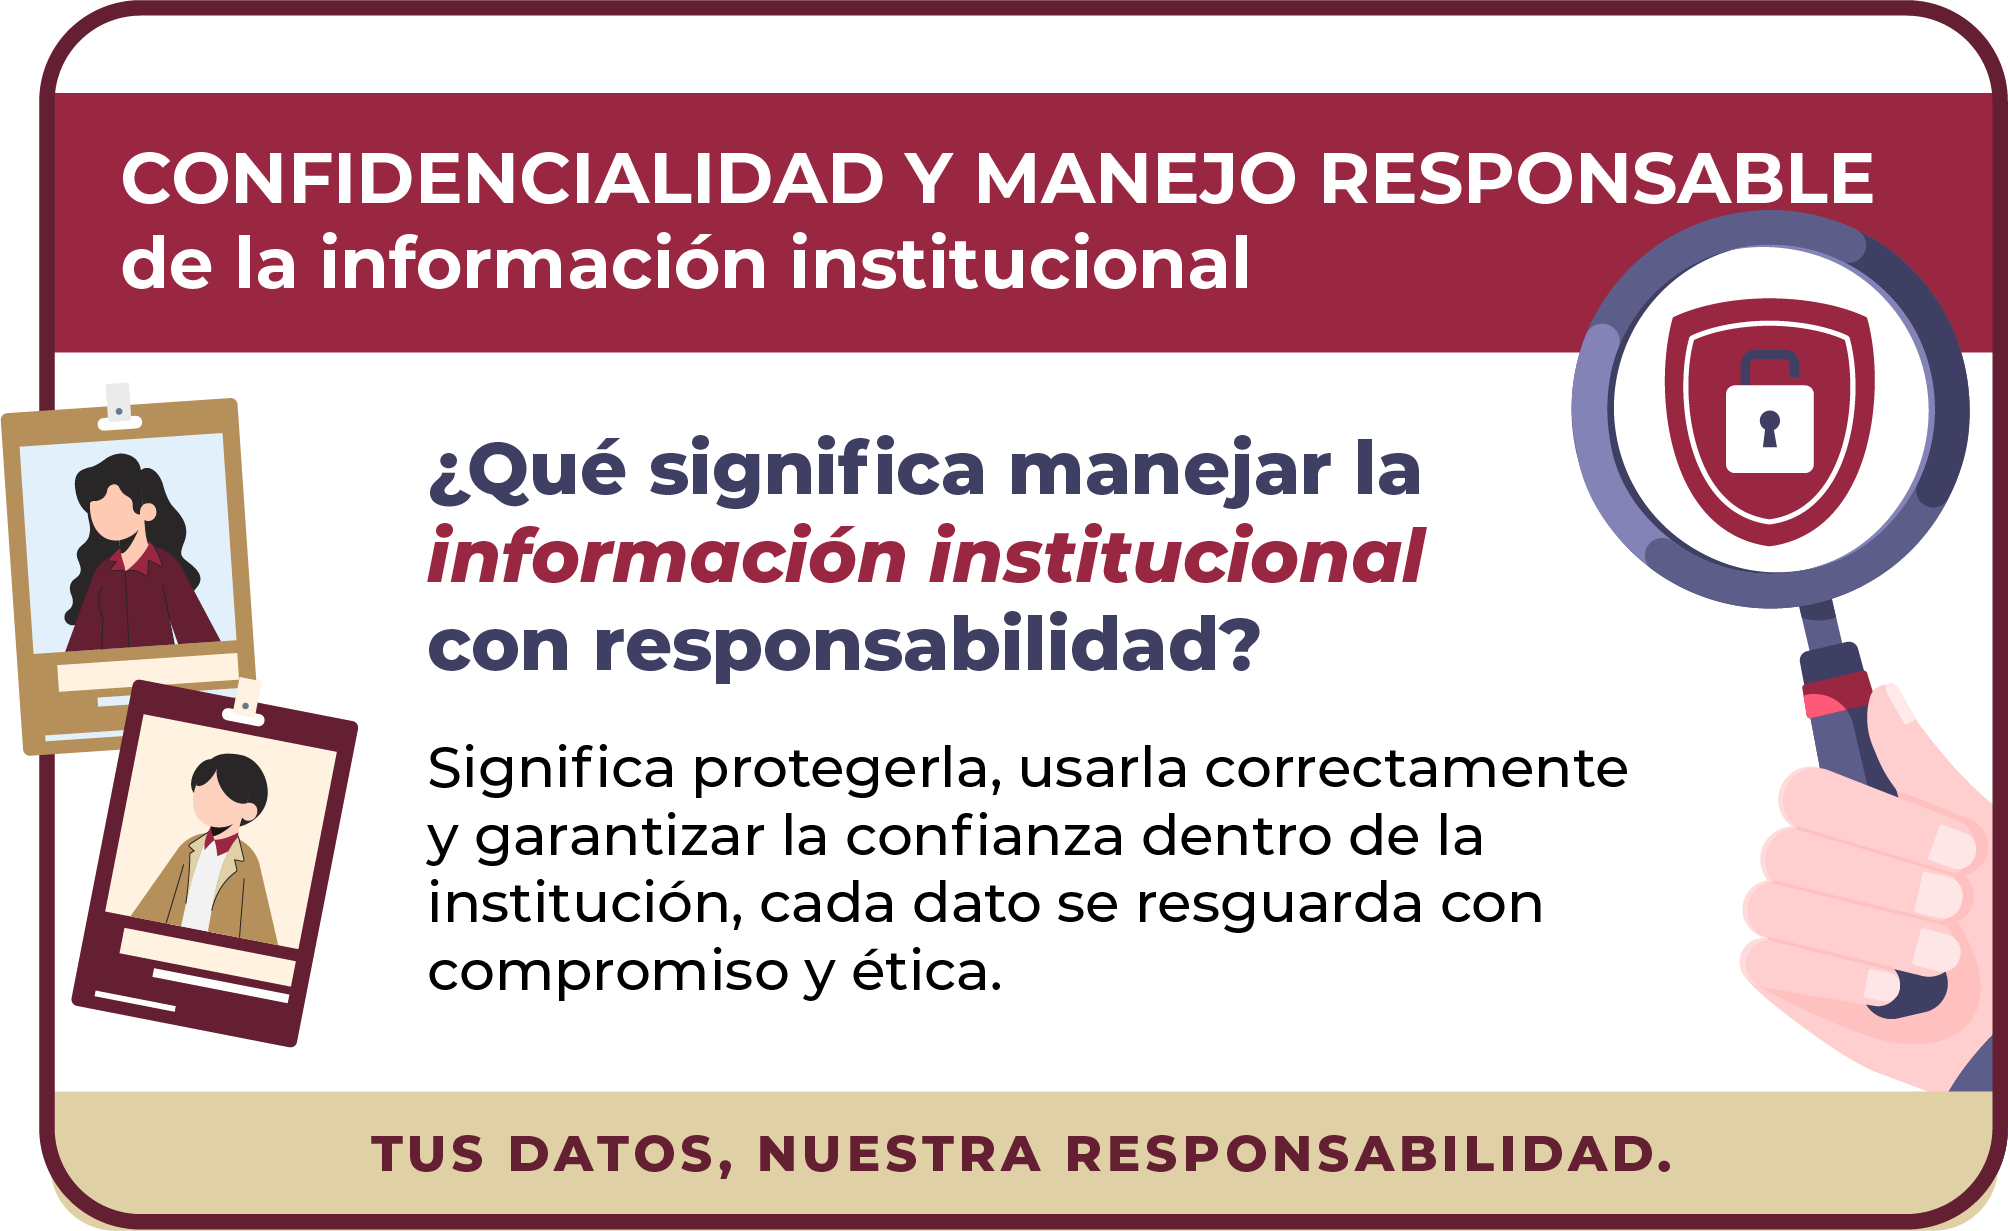 CONFIDENCIALIDAD Y MANEJO RESPONSABLE
de la información institucional
¿Qué significa manejar la
información institucional
con responsabilidad?
Significa protegerla, usarla correctamente
y garantizar la confianza dentro de la
institución, cada dato se resguarda con
compromiso y ética.
TUS DATOS, NUESTRA RESPONSABILIDAD.